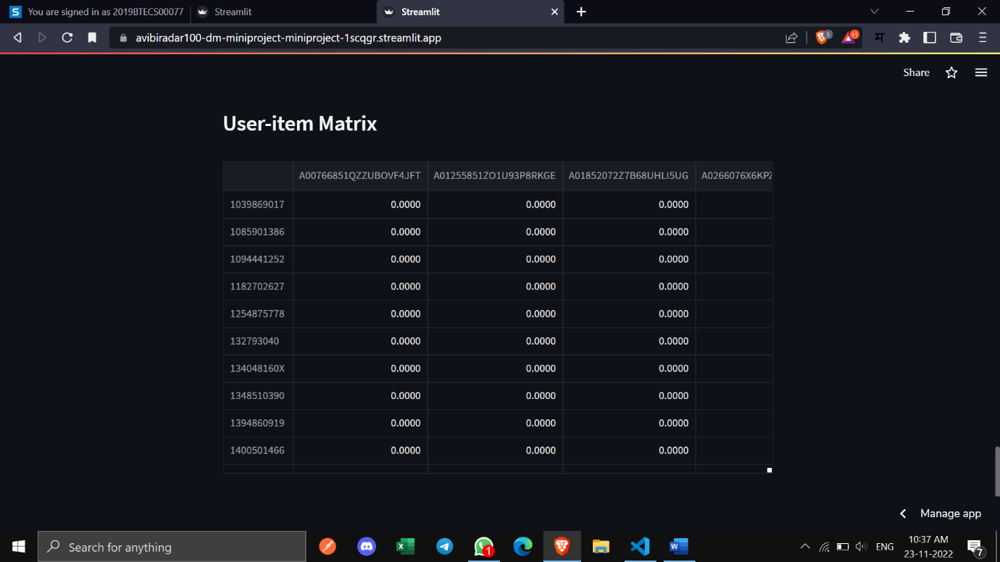 You are signed in as 2019BTECS00077
Streamlit
Streamlit
avibiradar100-dm-miniproject-miniproject-1scqgr.streamlit.app
3
11
म
Share
User-item Matrix
A00766851QZZUBOVF4JFT A01255851ZO1U93P8RKGE A01852072Z7B68UHLI5UG A0266076X6KPZ
1039869017 0.0000 0.0000 0.0000
1085901386 0.0000 0.0000 0.0000
1094441252 0.0000 0.0000 0.0000
1182702627 0.0000 0.0000 0.0000
1254875778 0.0000 0.0000 0.0000
132793040 0.0000 0.0000 0.0000
134048160X 0.0000 0.0000 0.0000
1348510390 0.0000 0.0000 0.0000
1394860919 0.0000 0.0000 0.0000
1400501466 0.0000 0.0000 0.0000
Manage app
Search for anything
1
ENG
10:37 AM
23-11-2022
7